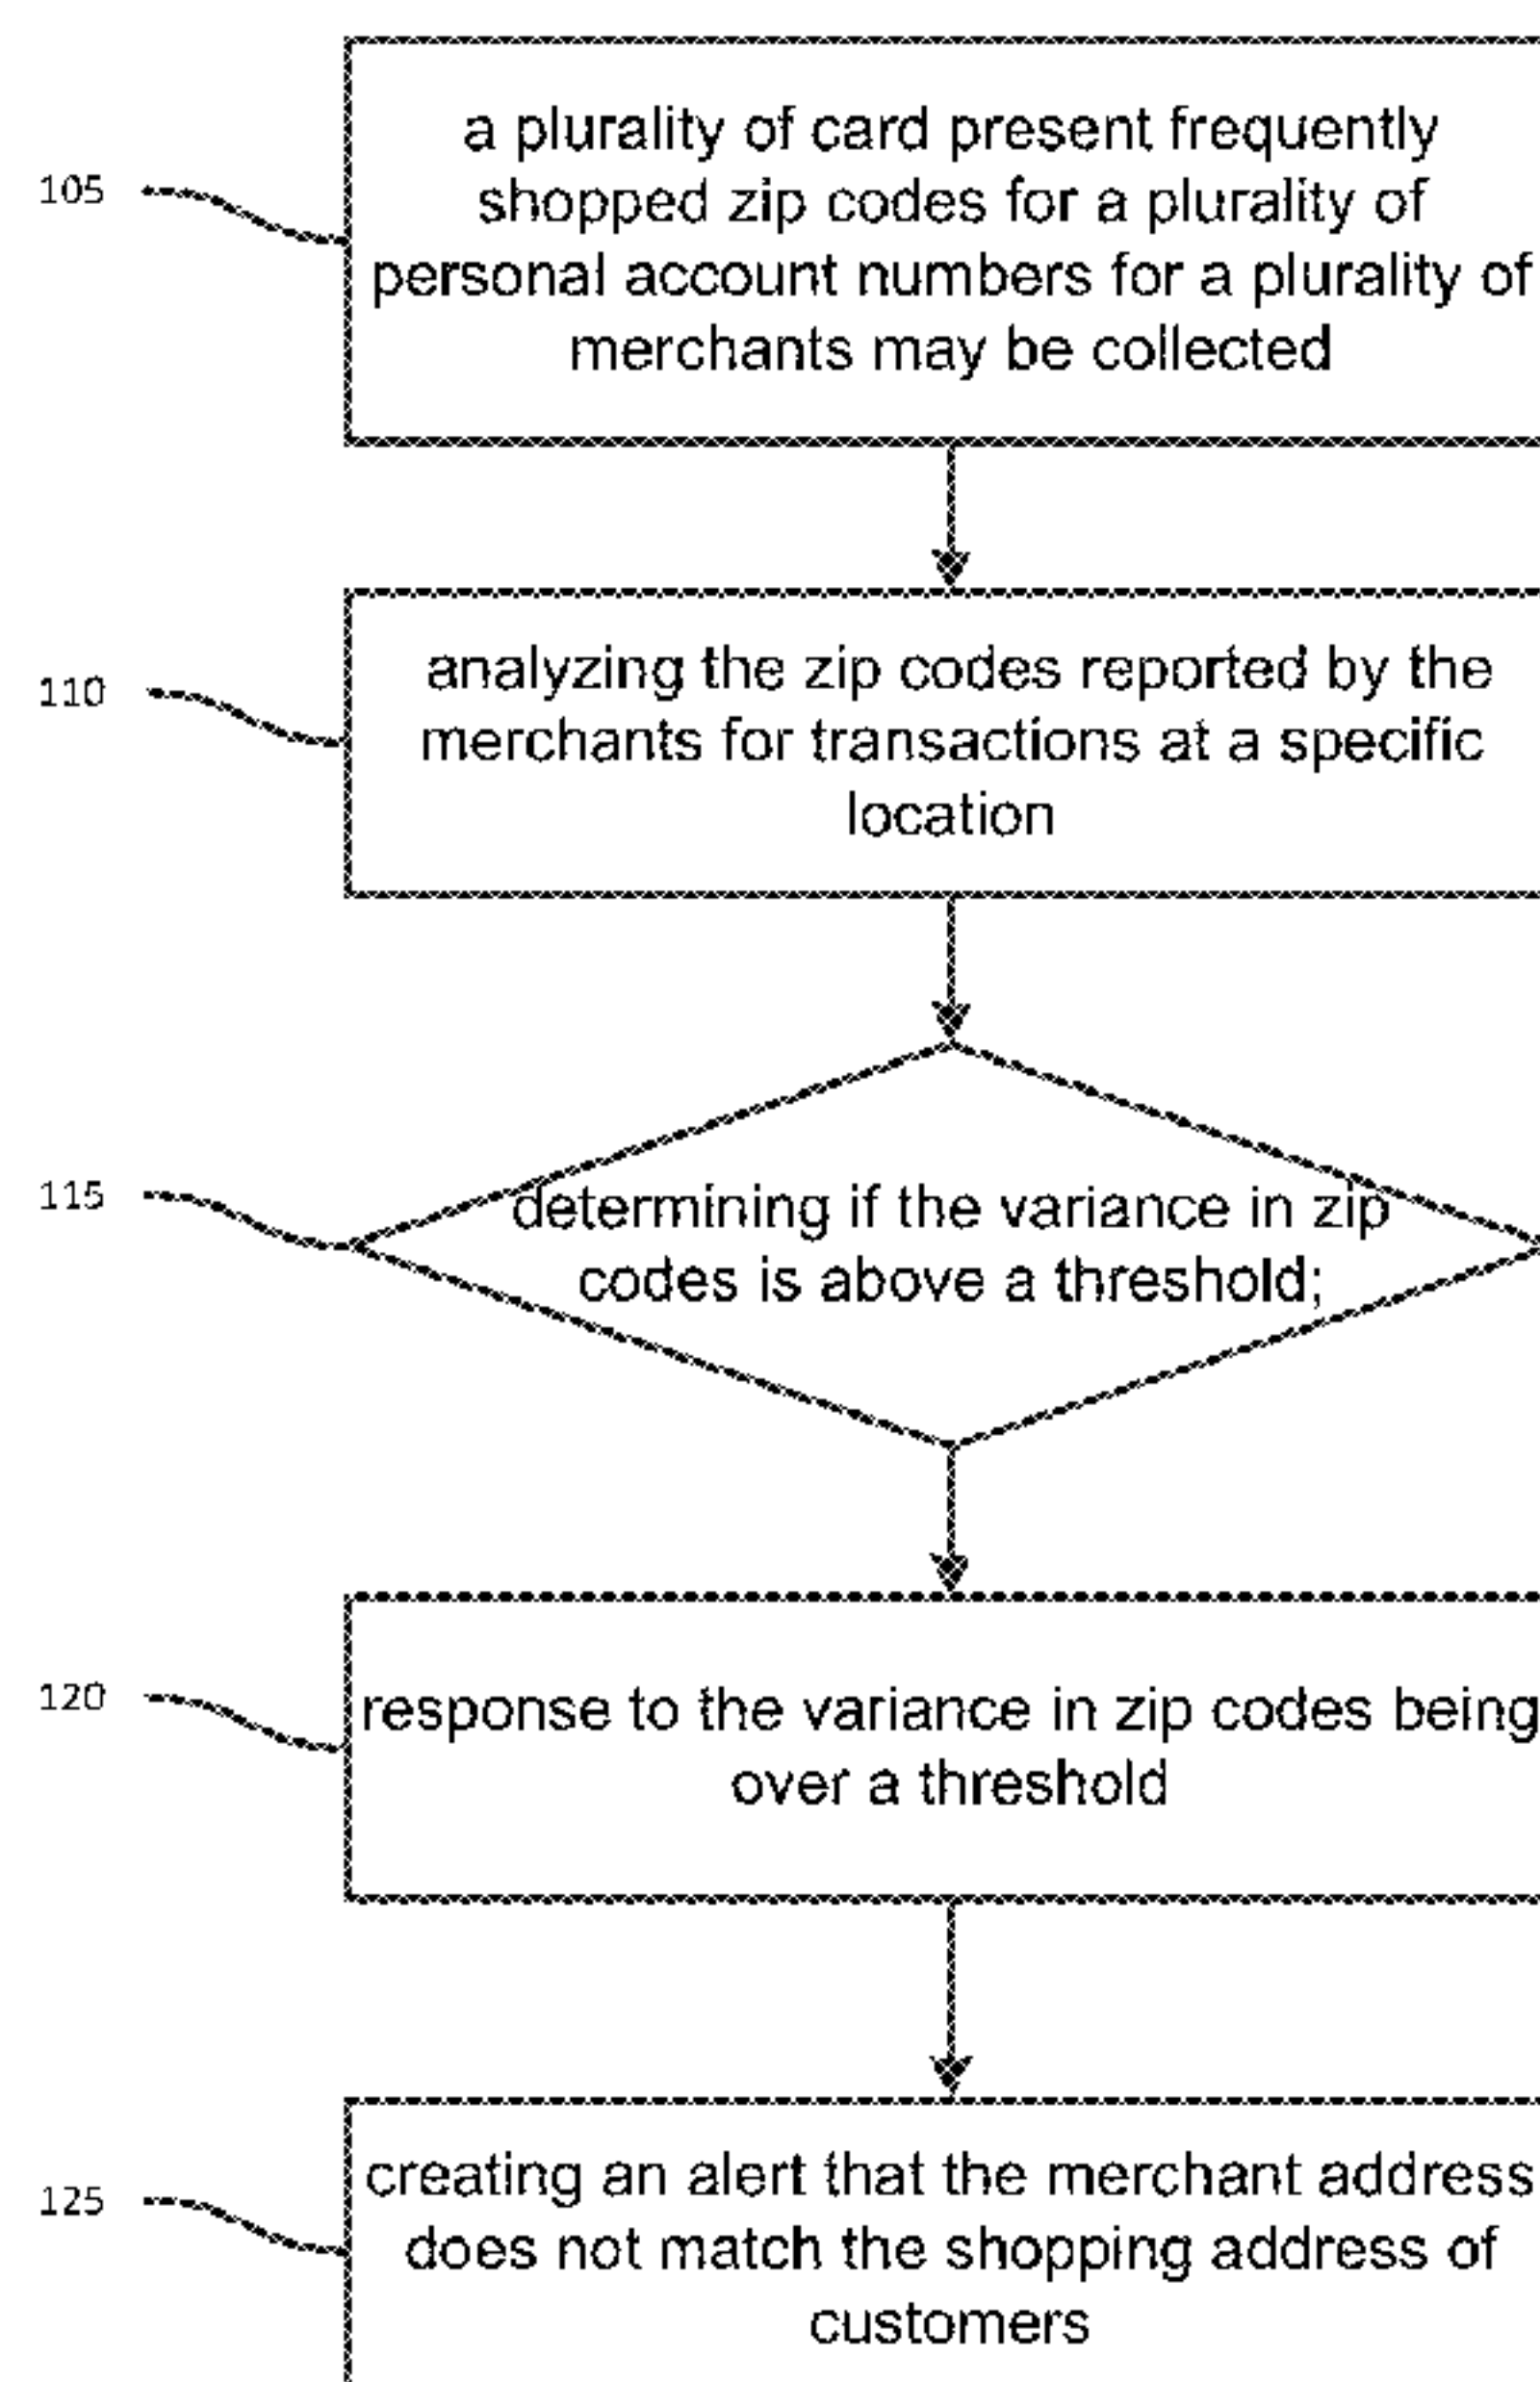 a plurality of card present frequently
105
shopped zip codes for a plurality of
personal account numbers for a plurality of
merchants may be collected
analyzing the zip codes reported by the
110
merchants for transactions at a specific
location
115
determining if the variance in zip
codes is above a threshold;
120
response to the variance in zip codes being
over a threshold
creating an alert that the merchant address
125
does not match the shopping address of
customers